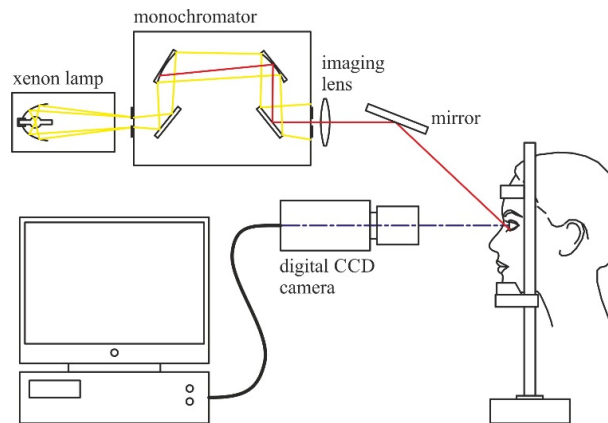 monochromator
xenon lamp
imaging
lens
mirror
digital CCD
camera